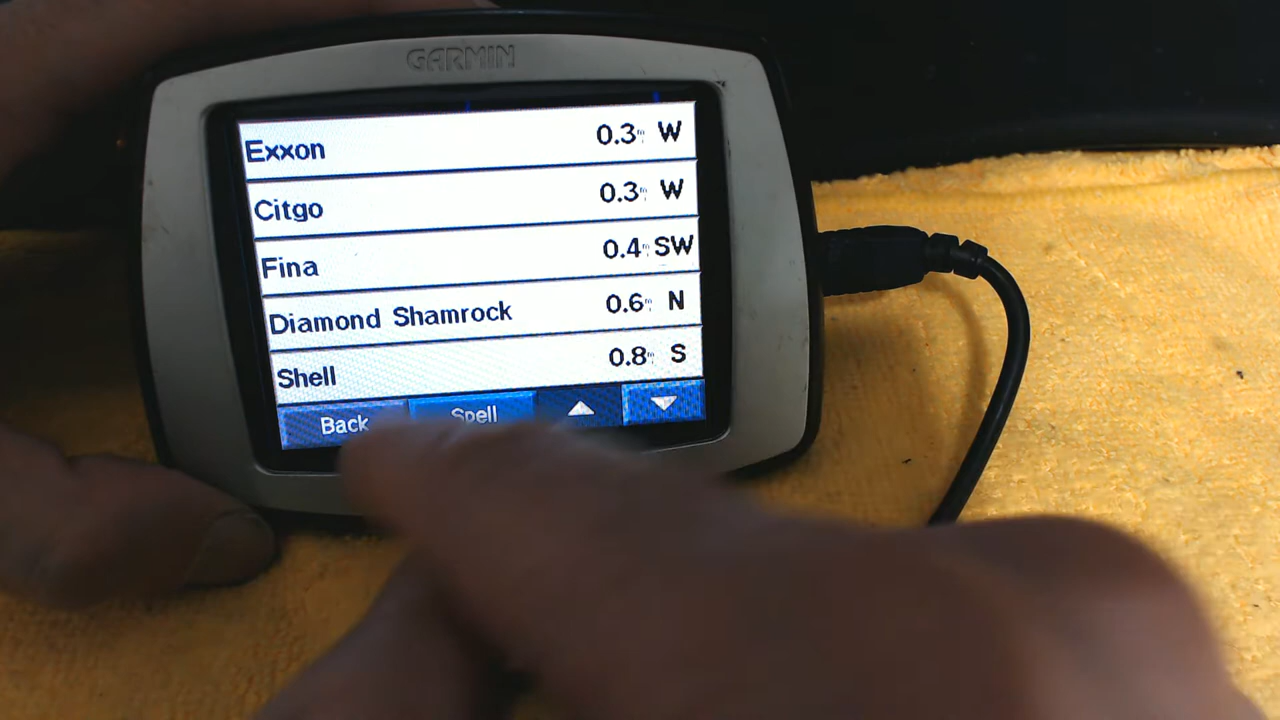 GARMIN
Exxon 0.3 W
Citgo 0.3 W
Fina 0.4 SW
Diamond Shamrock 0.6 N
Shell 0.8 S
Back Spell